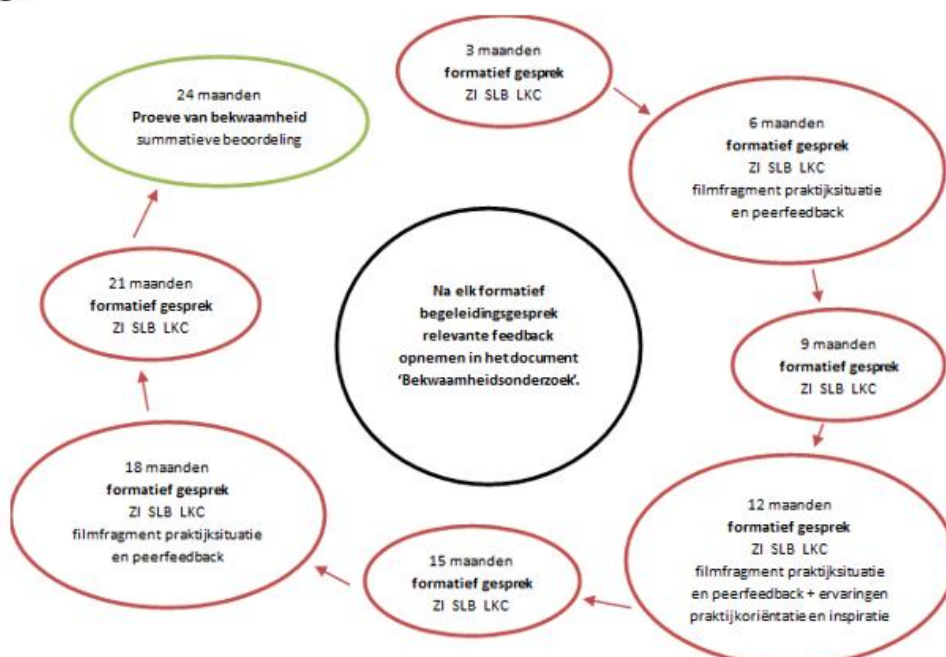 3 maanden
formatief gesprek
ZI SLB LKC
6 maanden
formatief gesprek
ZI SLB LKC
filmfragment praktijksituatie
en peerfeedback
9 maanden
formatief gesprek
ZI SLB LKC
12 maanden
formatief gesprek
ZI SLB LKC
filmfragment praktijksituatie
en peerfeedback + ervaringen
praktijkoriëntatie en inspiratie
15 maanden
formatief gesprek
ZI SLB LKC
18 maanden
formatief gesprek
ZI SLB LKC
filmfragment praktijksituatie
en peerfeedback
21 maanden
formatief gesprek
ZI SLB LKC
24 maanden
Proeve van bekwaamheid
summatieve beoordeling
Na elk formatief
begeleidingsgesprek
relevante feedback
opnemen in het document
'Bekwaamheidsonderzoek'.